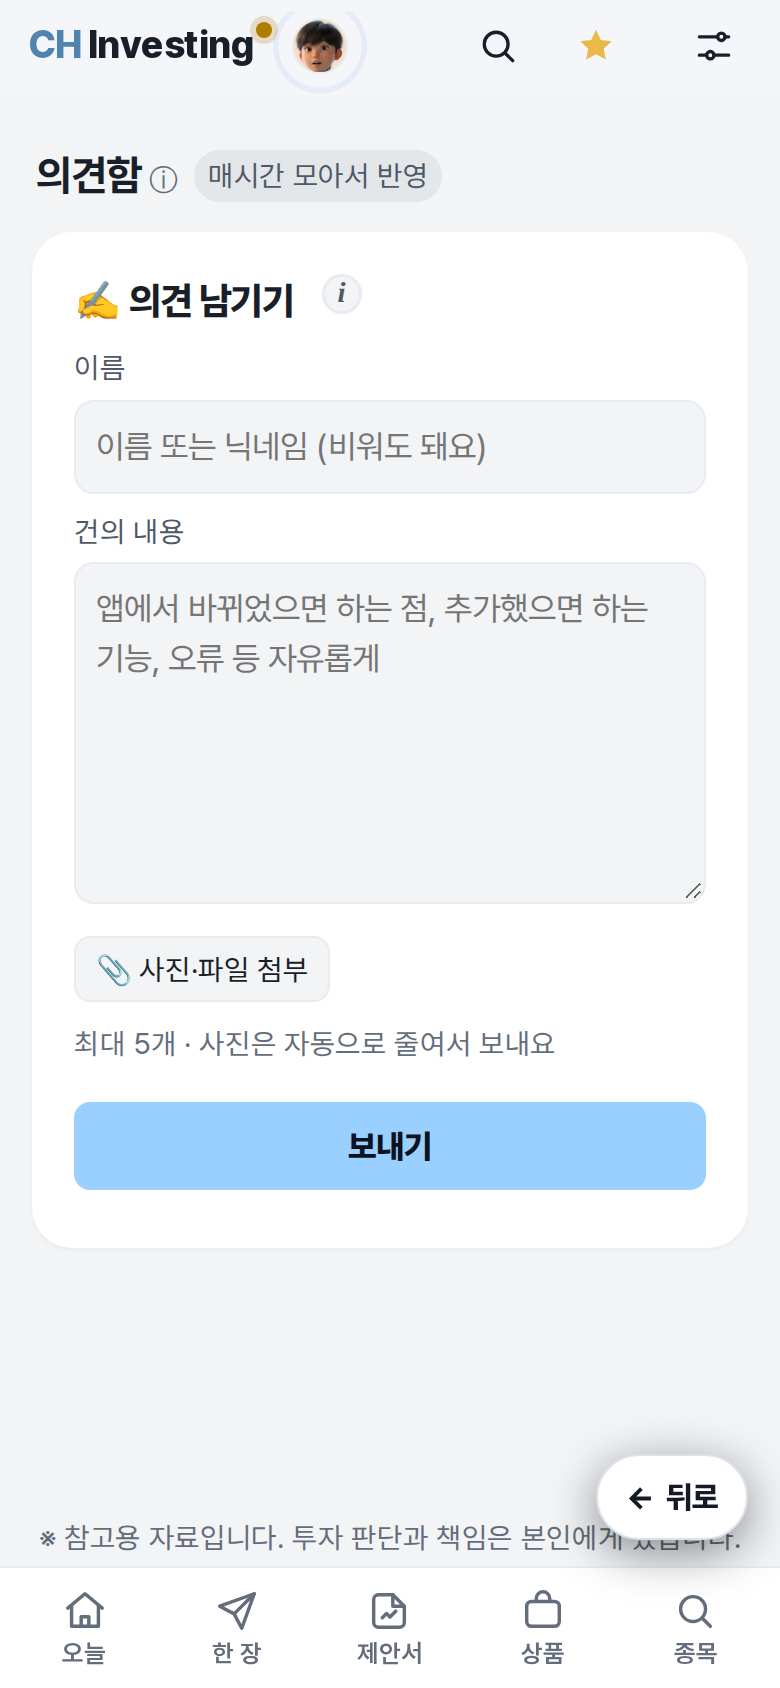 CH Investing
의견함 ⓘ 매시간 모아서 반영
✍️ 의견 남기기 i
이름
이름 또는 닉네임 (비워도 돼요)
건의 내용
앱에서 바뀌었으면 하는 점, 추가했으면 하는
기능, 오류 등 자유롭게
📎 사진·파일 첨부
최대 5개 · 사진은 자동으로 줄여서 보내요
보내기
← 뒤로
※ 참고용 자료입니다. 투자 판단과 책임은 본인에게 있습니다.
오늘 한 장 제안서 상품 종목